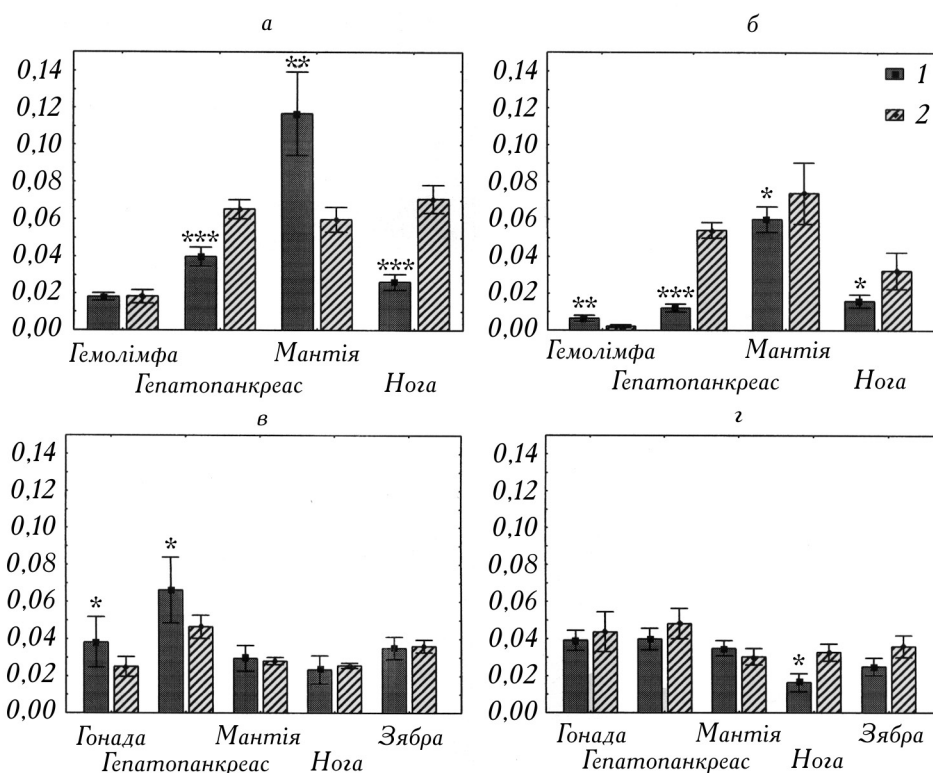 а
0,14
0,12
0,10
0,08
0,06
0,04
0,02
0,00
***
**
***
Гемолімфа
Мантія
Гепатопанкреас
Нога
б
0,14
0,12
0,10
0,08
0,06
0,04
0,02
0,00
1
2
**
***
*
*
Гемолімфа
Мантія
Гепатопанкреас
Нога
в
0,14
0,12
0,10
0,08
0,06
0,04
0,02
0,00
*
*
Гонада
Мантія
Зябра
Гепатопанкреас
Нога
г
0,14
0,12
0,10
0,08
0,06
0,04
0,02
0,00
*
Гонада
Мантія
Зябра
Гепатопанкреас
Нога